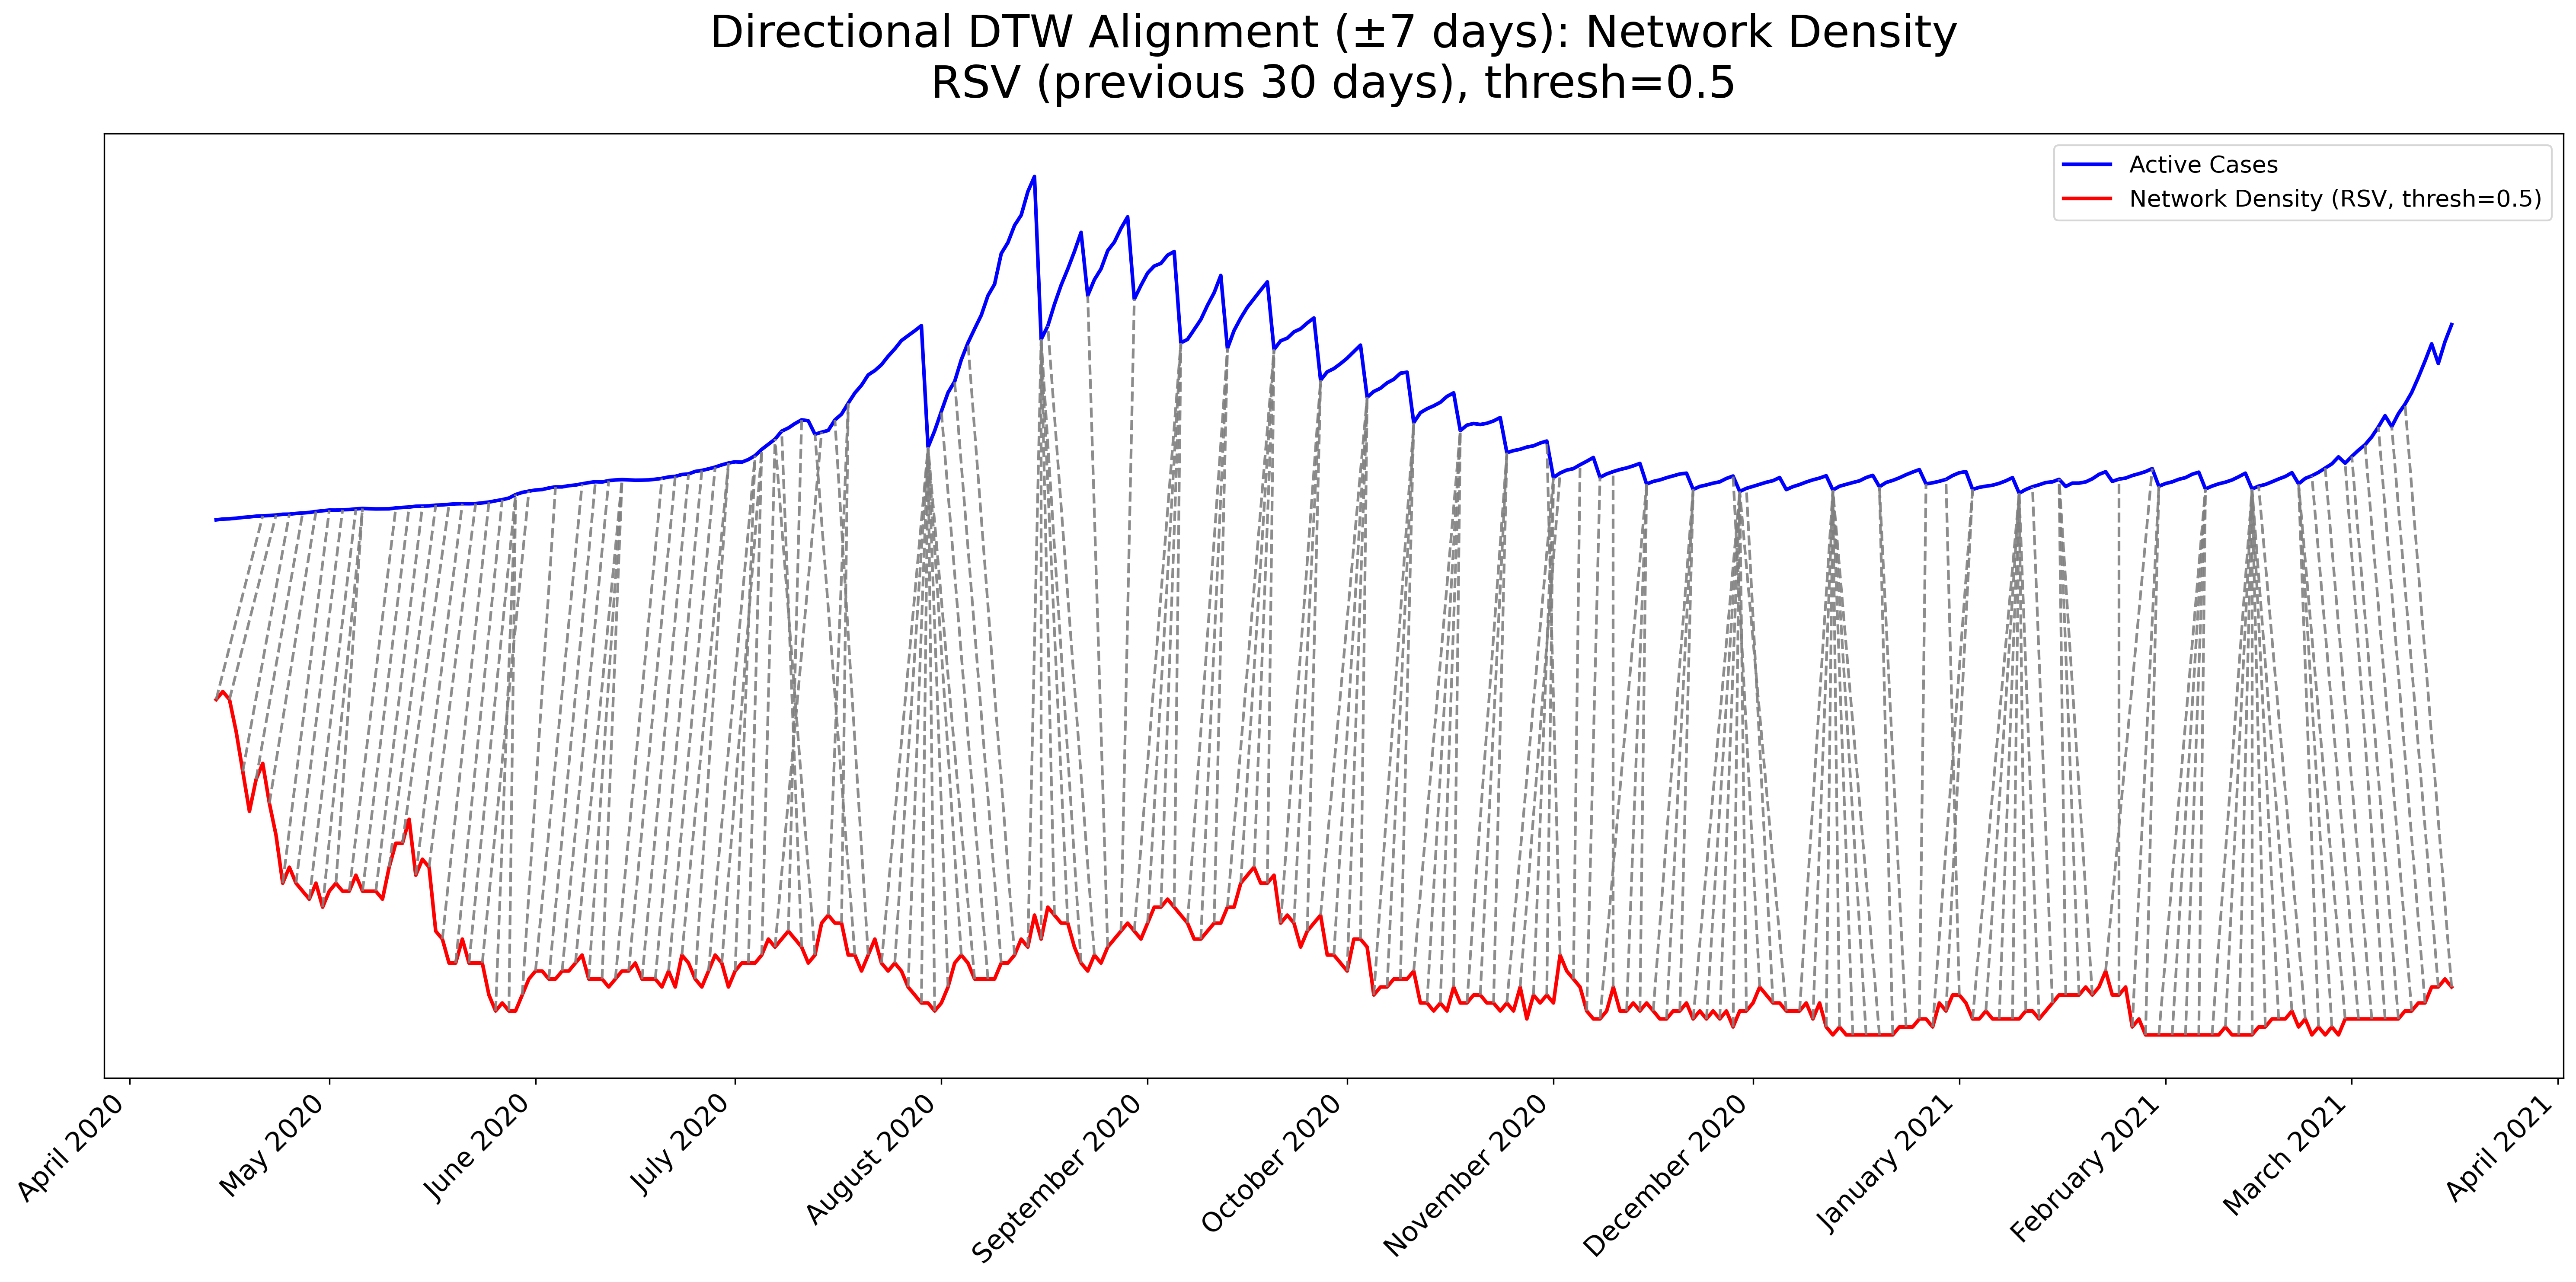 Directional DTW Alignment (±7 days): Network Density
RSV (previous 30 days), thresh=0.5
Active Cases
Network Density (RSV, thresh=0.5)
April 2020
May 2020
June 2020
July 2020
August 2020
September 2020
October 2020
November 2020
December 2020
January 2021
February 2021
March 2021
April 2021